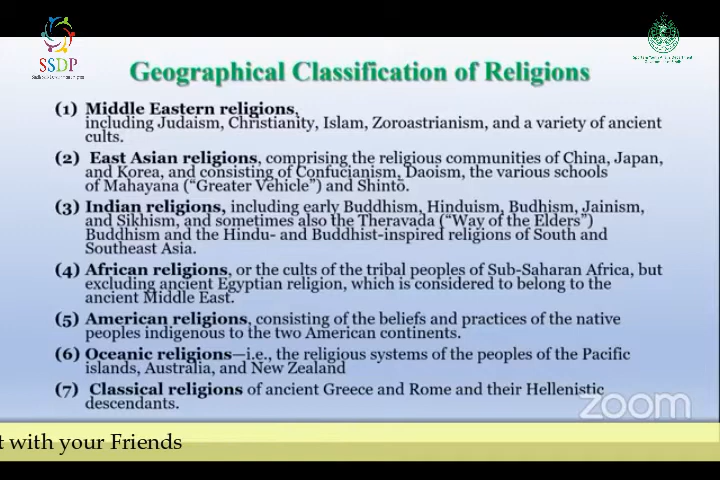 SSDP
Geographical Classification of Religions
(1) Middle Eastern religions,
including Judaism, Christianity, Islam, Zoroastrianism, and a variety of ancient
cults.
(2) East Asian religions, comprising the religious communities of China, Japan,
and Korea, and consisting of Confucianism, Daoism, the various schools
of Mahayana (“Greater Vehicle”) and Shintō.
(3) Indian religions, including early Buddhism, Hinduism, Budhism, Jainism,
and Sikhism, and sometimes also the Theravada (“Way of the Elders”)
Buddhism and the Hindu- and Buddhist-inspired religions of South and
Southeast Asia.
(4) African religions, or the cults of the tribal peoples of Sub-Saharan Africa, but
excluding ancient Egyptian religion, which is considered to belong to the
ancient Middle East.
(5) American religions, consisting of the beliefs and practices of the native
peoples indigenous to the two American continents.
(6) Oceanic religions—i.e., the religious systems of the peoples of the Pacific
islands, Australia, and New Zealand
(7) Classical religions of ancient Greece and Rome and their Hellenistic
descendants.
zoom
t with your Friends